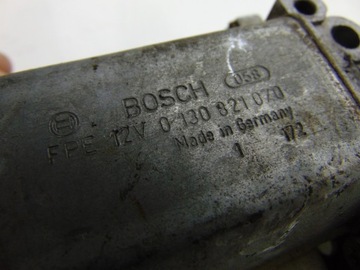 BOSCH 058
FPG 12V 0 130 821 070
Made in Germany
1 172